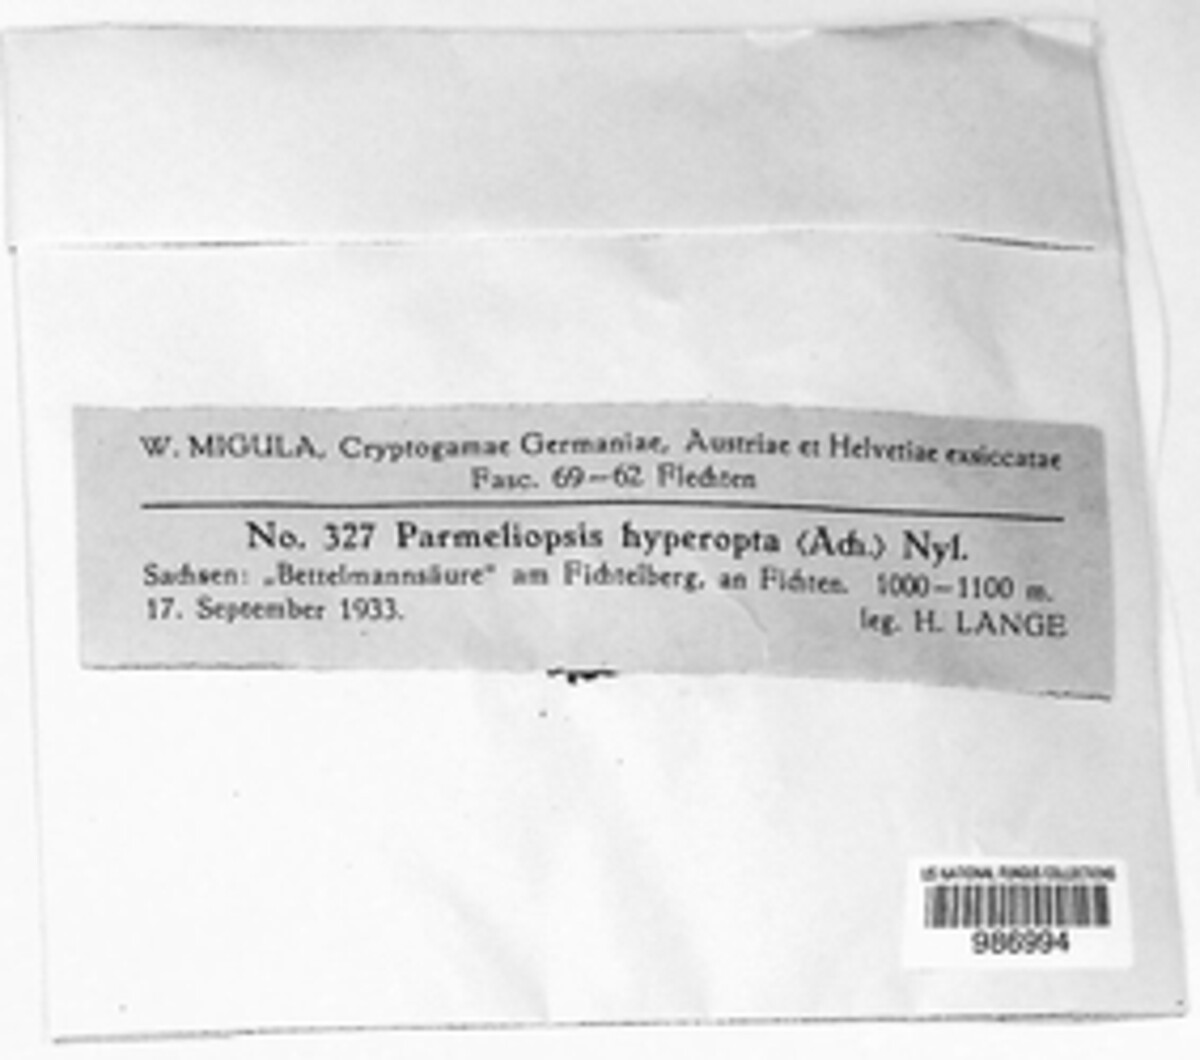 W. MIGULA, Cryptogamae Germaniae, Austriae et Helvetiae exsiccatae
Fasc. 69—62 Flechten
No. 327 Parmeliopsis hyperopta (Ach.) Nyl.
Sachsen: „Bettelmannsäure“ am Fichtelberg, an Fichten. 1000—1100 m.
17. September 1933. leg. H. LANGE
US NATIONAL FUNGUS COLLECTIONS
986994